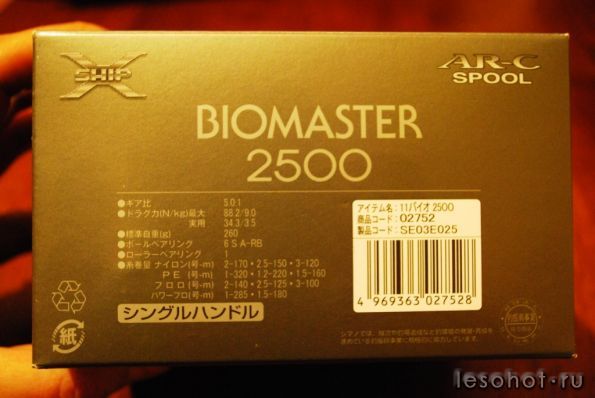 X SHIP
AR-C
SPOOL
BIOMASTER
2500
●ギア比 5.0:1
●ドラグ力(N/kg)最大 88.2/9.0
実用 34.3/3.5
●標準自重(g) 260
●ボールベアリング 6 S A-RB
●ローラーベアリング 1
●糸巻量 ナイロン(号-m) 2-170・2.5-150・3-120
PE(号-m) 1-320・1.2-220・1.5-160
フロロ(号-m) 2-140・2.5-125・3-100
パワープロ(号-m) 1-285・1.5-180
シングルハンドル
紙
アイテム名:11バイオ 2500
商品コード: 02752
製品コード: SE03E025
4 969363 027528
シマノでは、
lesohot.ru